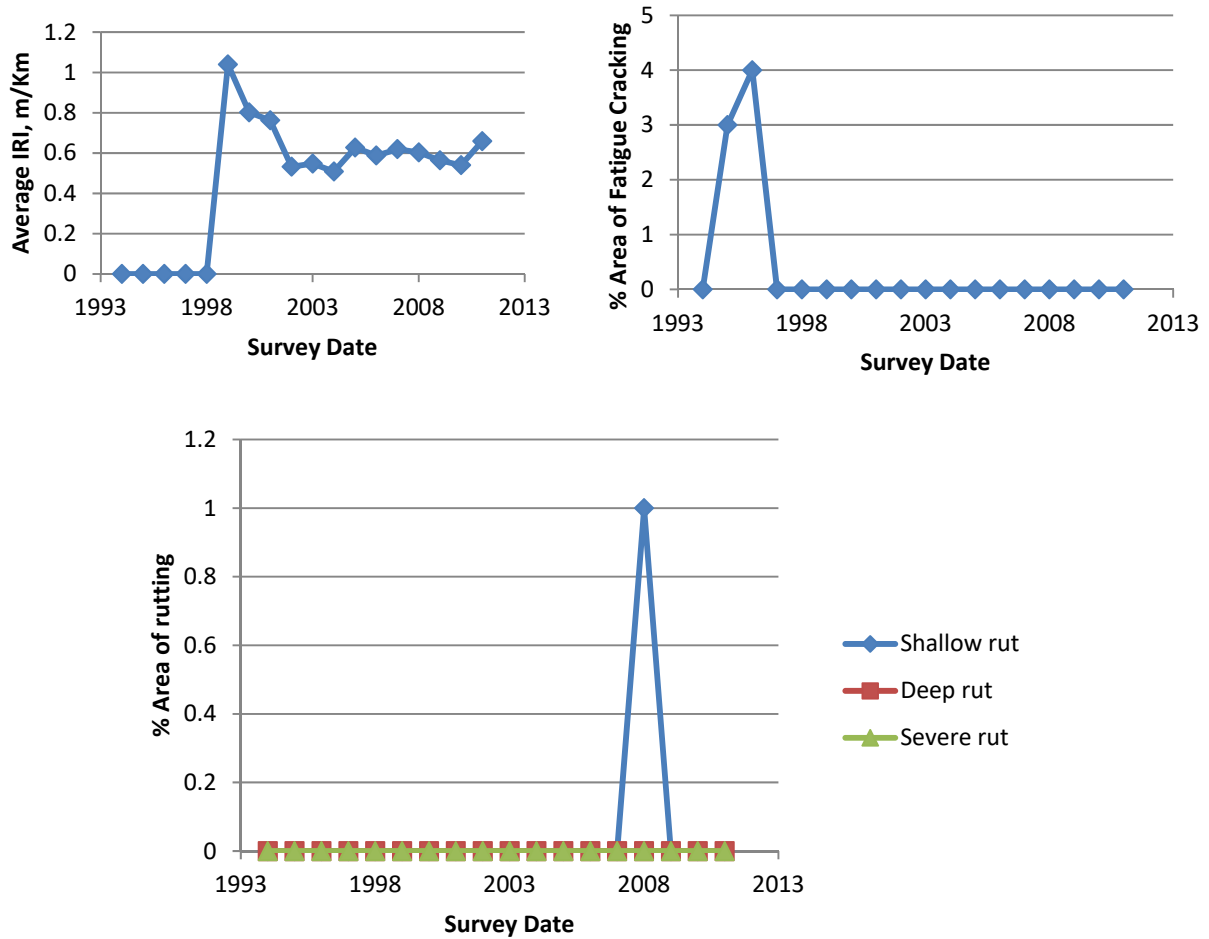 Average IRI, m/Km
1.2
1
0.8
0.6
0.4
0.2
0
1993 1998 2003 2008 2013
Survey Date
% Area of Fatigue Cracking
5
4
3
2
1
0
1993 1998 2003 2008 2013
Survey Date
% Area of rutting
1.2
1
0.8
0.6
0.4
0.2
0
1993 1998 2003 2008 2013
Survey Date
Shallow rut
Deep rut
Severe rut